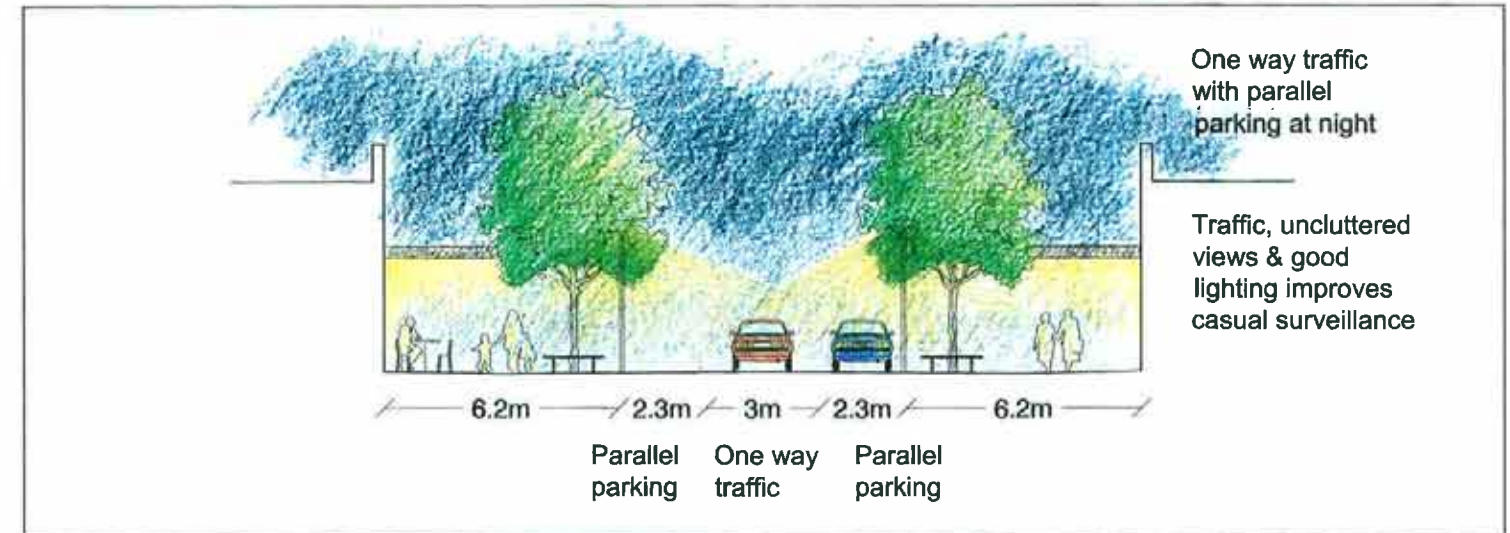 One way traffic
with parallel
parking at night
Traffic, uncluttered
views & good
lighting improves
casual surveillance
6.2m 2.3m 3m 2.3m 6.2m
Parallel One way Parallel
parking traffic parking